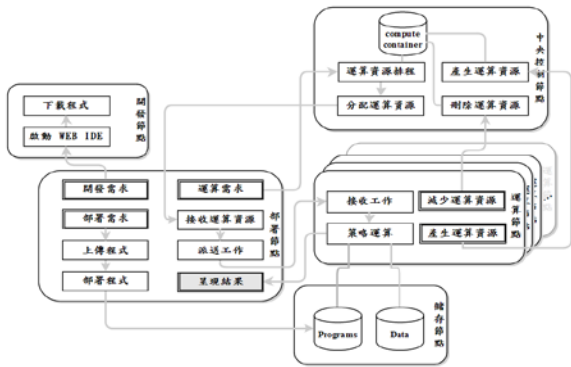 compute
container
運算資源排程
產生運算資源
分配運算資源
刪除運算資源
中央控制節點
下載程式
啟動 WEB IDE
開發節點
開發需求
運算需求
部署需求
接收運算資源
上傳程式
派送工作
部署程式
呈現結果
部署節點
接收工作
減少運算資源
策略運算
產生運算資源
運算節點
Programs
Data
儲存節點